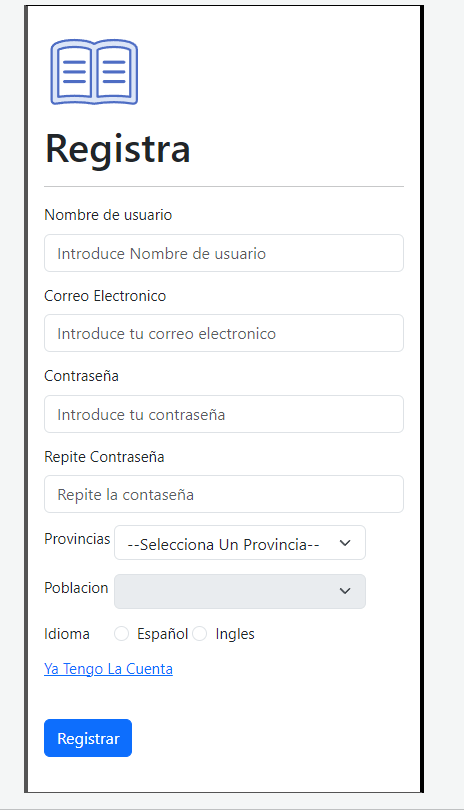 Registra
Nombre de usuario
Introduce Nombre de usuario
Correo Electronico
Introduce tu correo electronico
Contraseña
Introduce tu contraseña
Repite Contraseña
Repite la contaseña
Provincias --Selecciona Un Provincia--
Poblacion
Idioma Español Ingles
Ya Tengo La Cuenta
Registrar